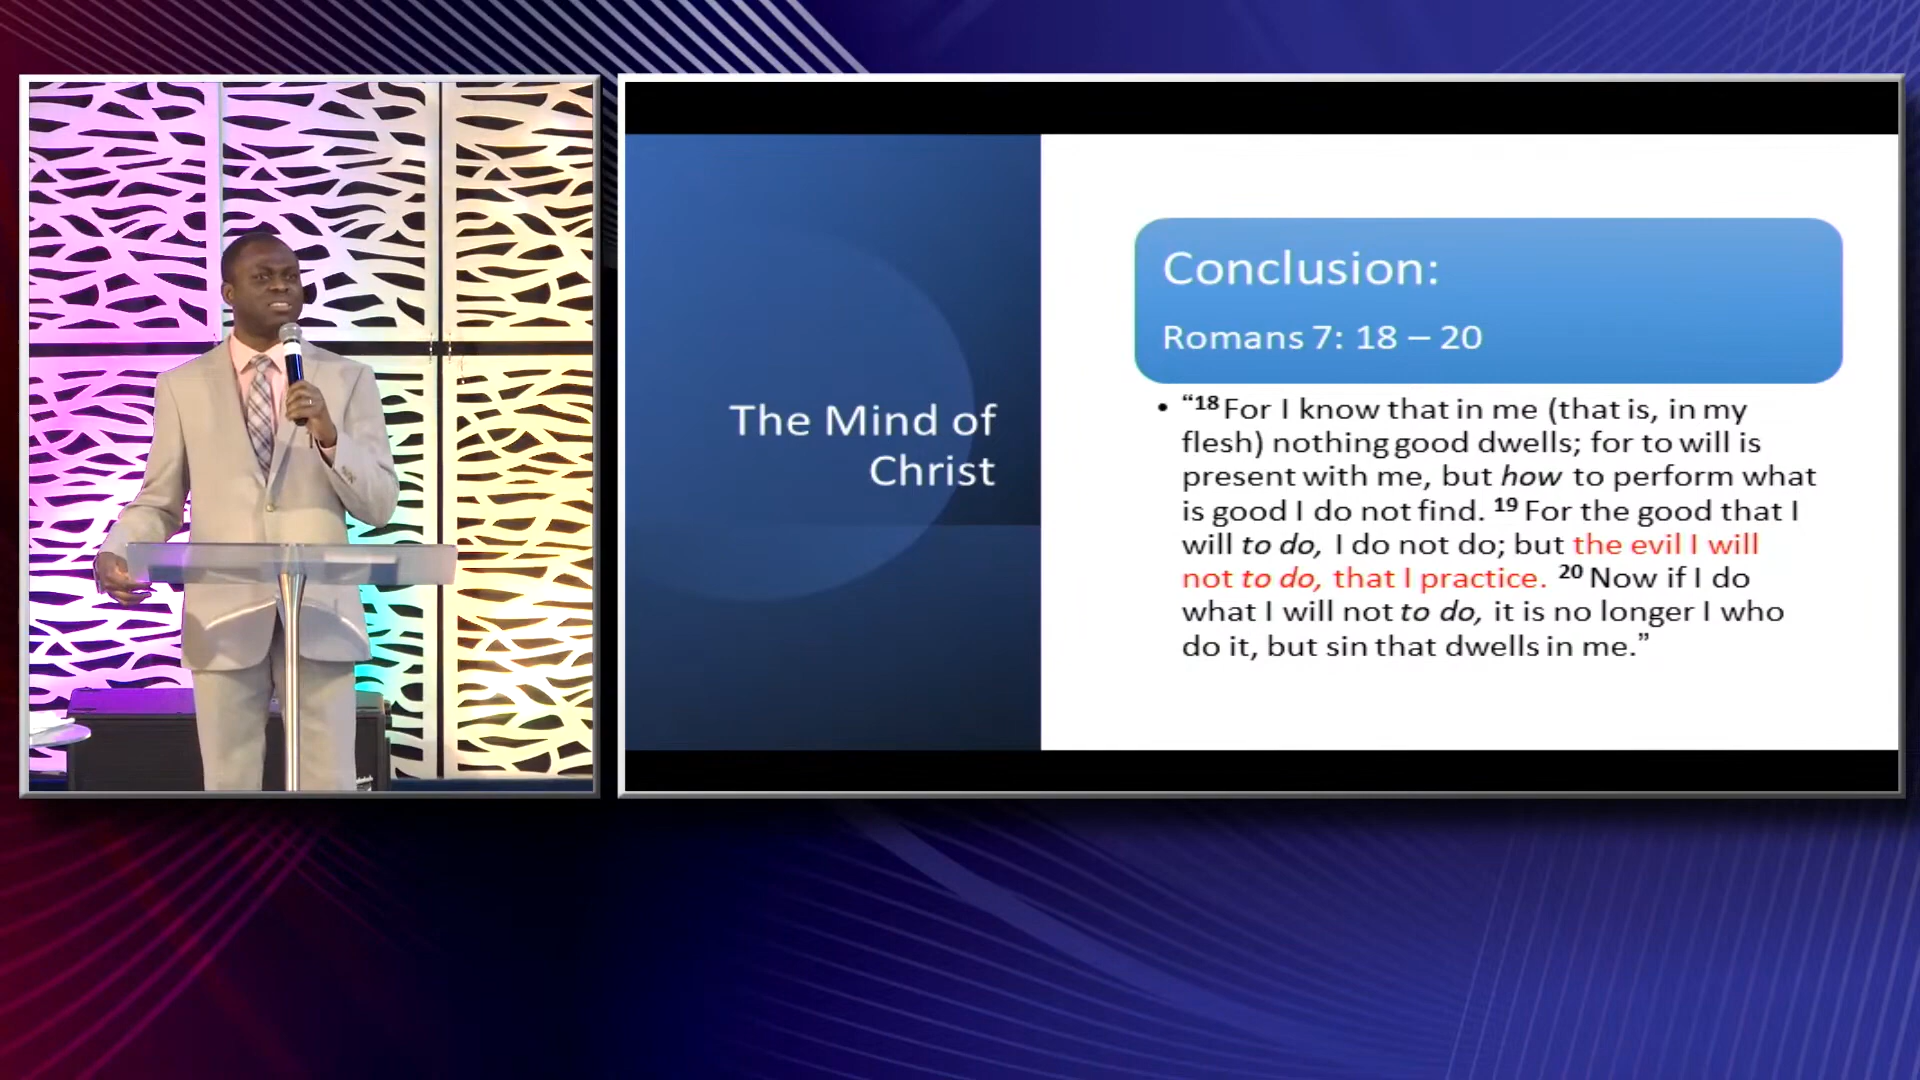 The Mind of
Christ
Conclusion:
Romans 7: 18 – 20
• “18 For I know that in me (that is, in my
flesh) nothing good dwells; for to will is
present with me, but how to perform what
is good I do not find. 19 For the good that I
will to do, I do not do; but the evil I will
not to do, that I practice. 20 Now if I do
what I will not to do, it is no longer I who
do it, but sin that dwells in me.”